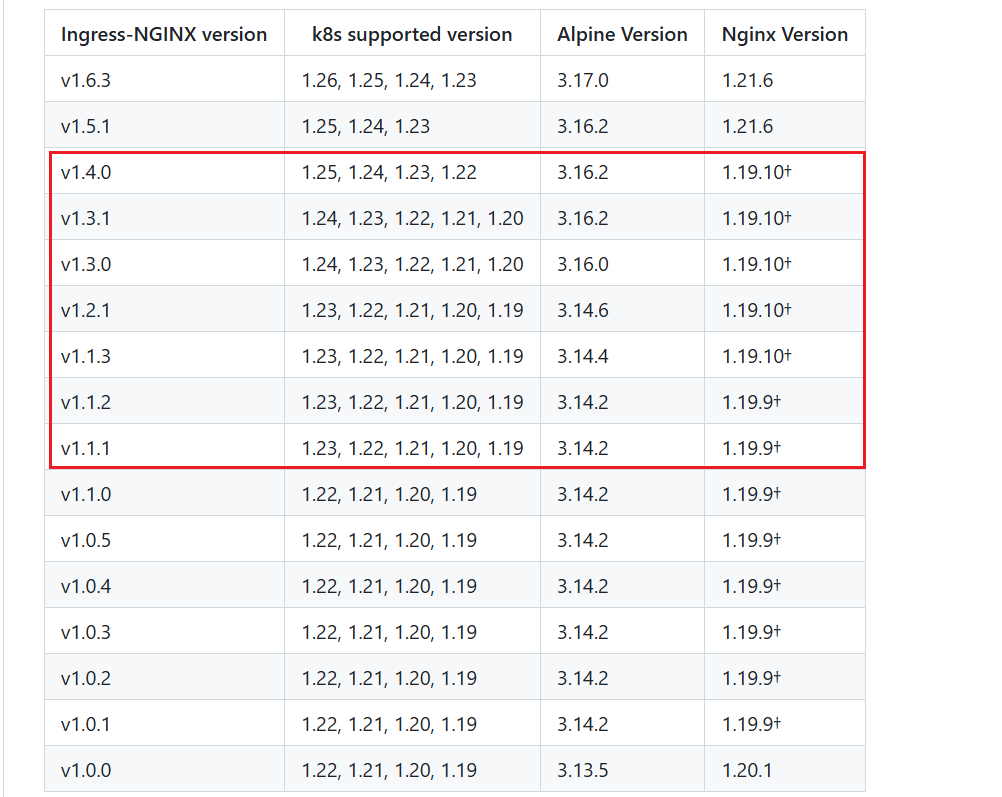 Ingress-NGINX version k8s supported version Alpine Version Nginx Version
v1.6.3 1.26, 1.25, 1.24, 1.23 3.17.0 1.21.6
v1.5.1 1.25, 1.24, 1.23 3.16.2 1.21.6
v1.4.0 1.25, 1.24, 1.23, 1.22 3.16.2 1.19.10†
v1.3.1 1.24, 1.23, 1.22, 1.21, 1.20 3.16.2 1.19.10†
v1.3.0 1.24, 1.23, 1.22, 1.21, 1.20 3.16.0 1.19.10†
v1.2.1 1.23, 1.22, 1.21, 1.20, 1.19 3.14.6 1.19.10†
v1.1.3 1.23, 1.22, 1.21, 1.20, 1.19 3.14.4 1.19.10†
v1.1.2 1.23, 1.22, 1.21, 1.20, 1.19 3.14.2 1.19.9†
v1.1.1 1.23, 1.22, 1.21, 1.20, 1.19 3.14.2 1.19.9†
v1.1.0 1.22, 1.21, 1.20, 1.19 3.14.2 1.19.9†
v1.0.5 1.22, 1.21, 1.20, 1.19 3.14.2 1.19.9†
v1.0.4 1.22, 1.21, 1.20, 1.19 3.14.2 1.19.9†
v1.0.3 1.22, 1.21, 1.20, 1.19 3.14.2 1.19.9†
v1.0.2 1.22, 1.21, 1.20, 1.19 3.14.2 1.19.9†
v1.0.1 1.22, 1.21, 1.20, 1.19 3.14.2 1.19.9†
v1.0.0 1.22, 1.21, 1.20, 1.19 3.13.5 1.20.1